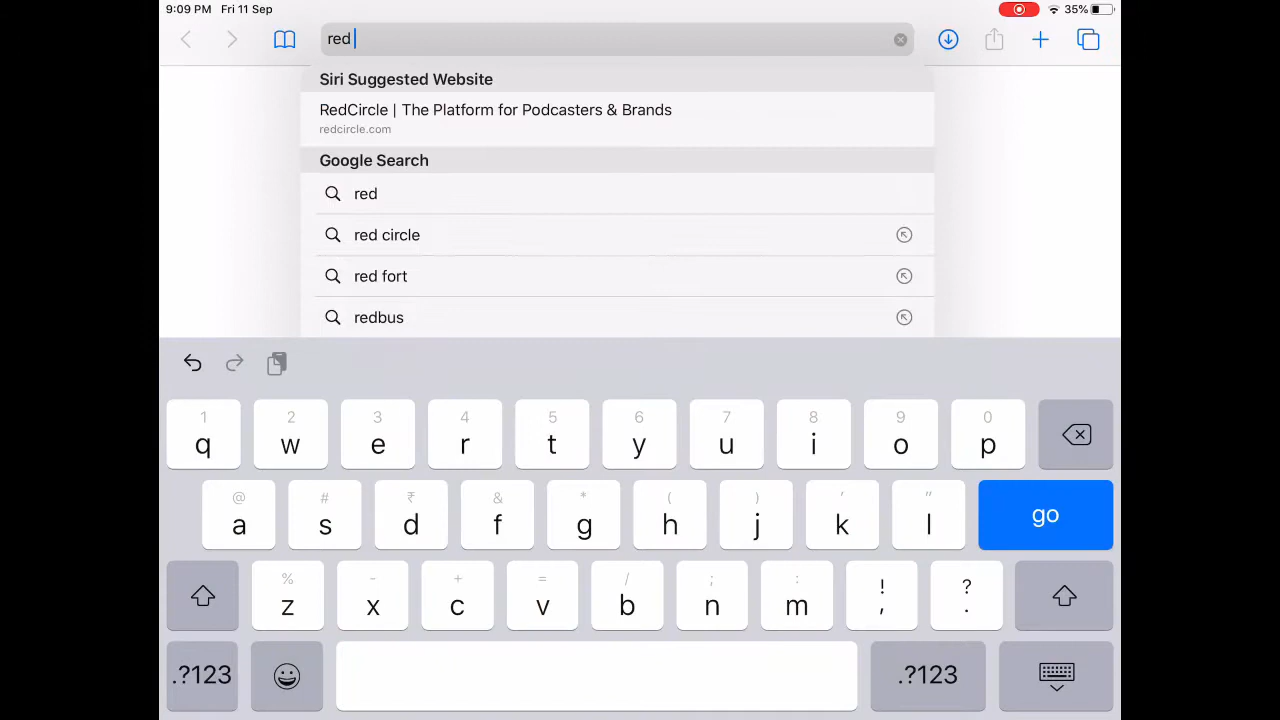 9:09 PM Fri 11 Sep 35%
red
Siri Suggested Website
RedCircle | The Platform for Podcasters & Brands
redcircle.com
Google Search
red
red circle
red fort
redbus
1 2 3 4 5 6 7 8 9 0
q w e r t y u i o p
@ # ₹ & * ( ) ' "
a s d f g h j k l go
% - + = / ; : ! ?
z x c v b n m , .
.?123 .?123